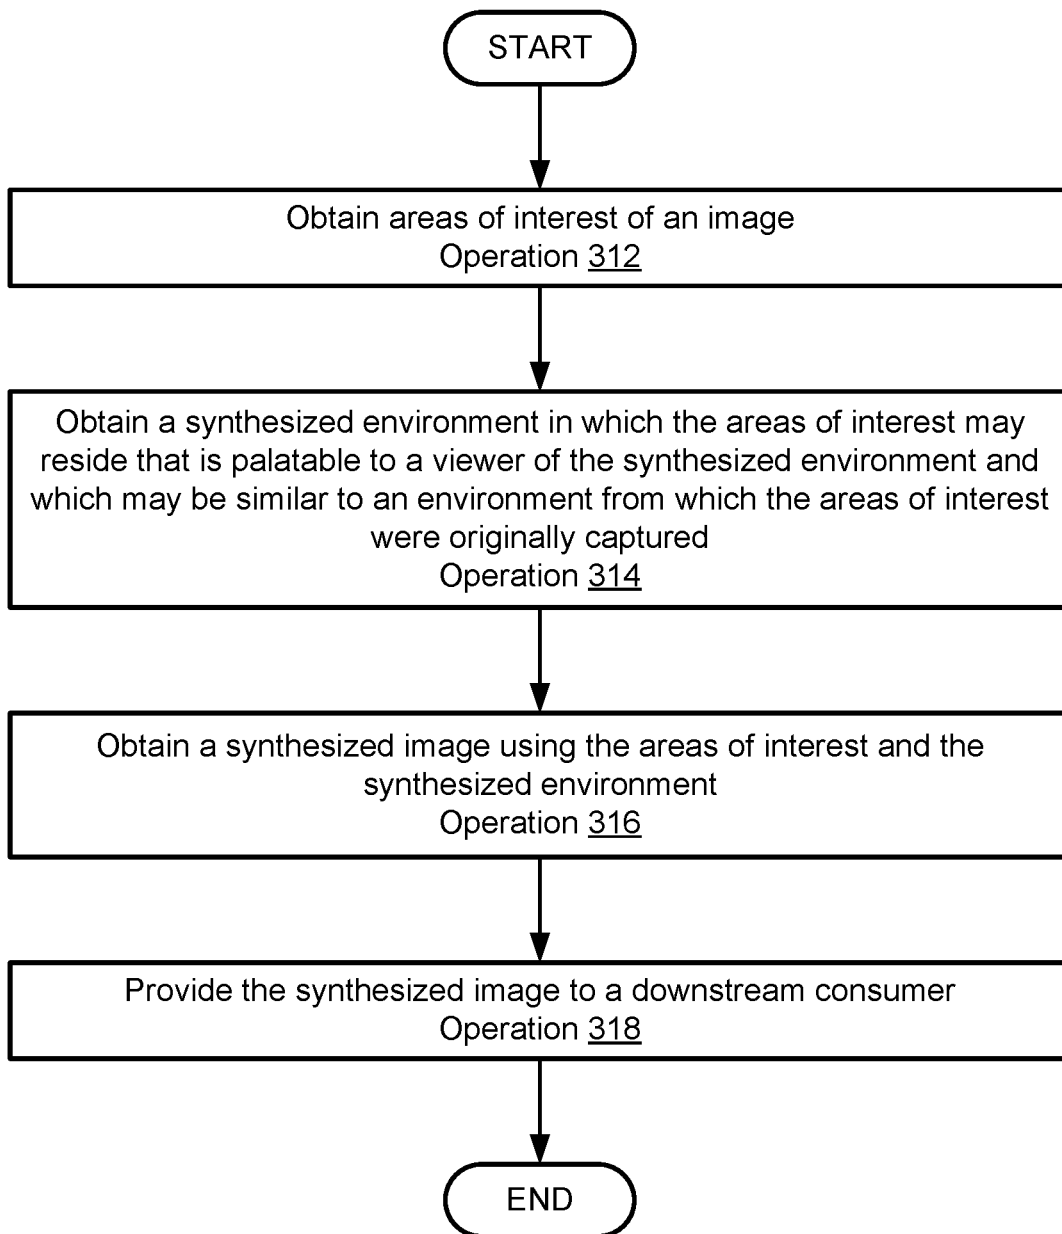 START
Obtain areas of interest of an image
Operation 312
Obtain a synthesized environment in which the areas of interest may
reside that is palatable to a viewer of the synthesized environment and
which may be similar to an environment from which the areas of interest
were originally captured
Operation 314
Obtain a synthesized image using the areas of interest and the
synthesized environment
Operation 316
Provide the synthesized image to a downstream consumer
Operation 318
END